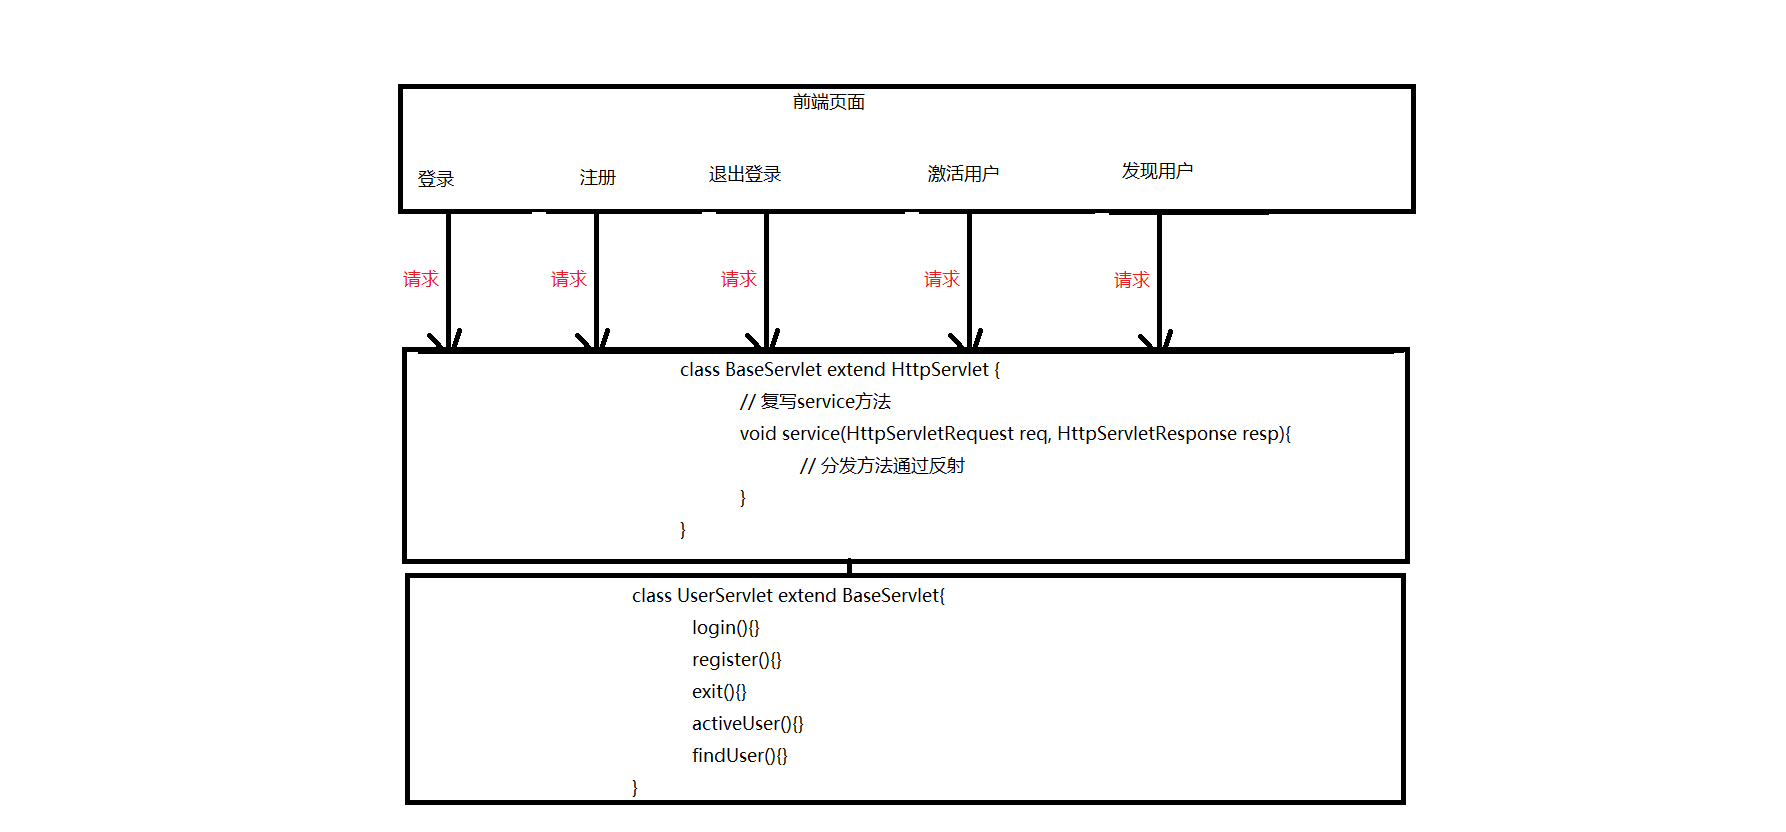 前端页面
登录
注册
退出登录
激活用户
发现用户
请求
请求
请求
请求
请求
class BaseServlet extend HttpServlet {
// 复写service方法
void service(HttpServletRequest req, HttpServletResponse resp){
// 分发方法通过反射
}
}
class UserServlet extend BaseServlet{
login(){}
register(){}
exit(){}
activeUser(){}
findUser(){}
}